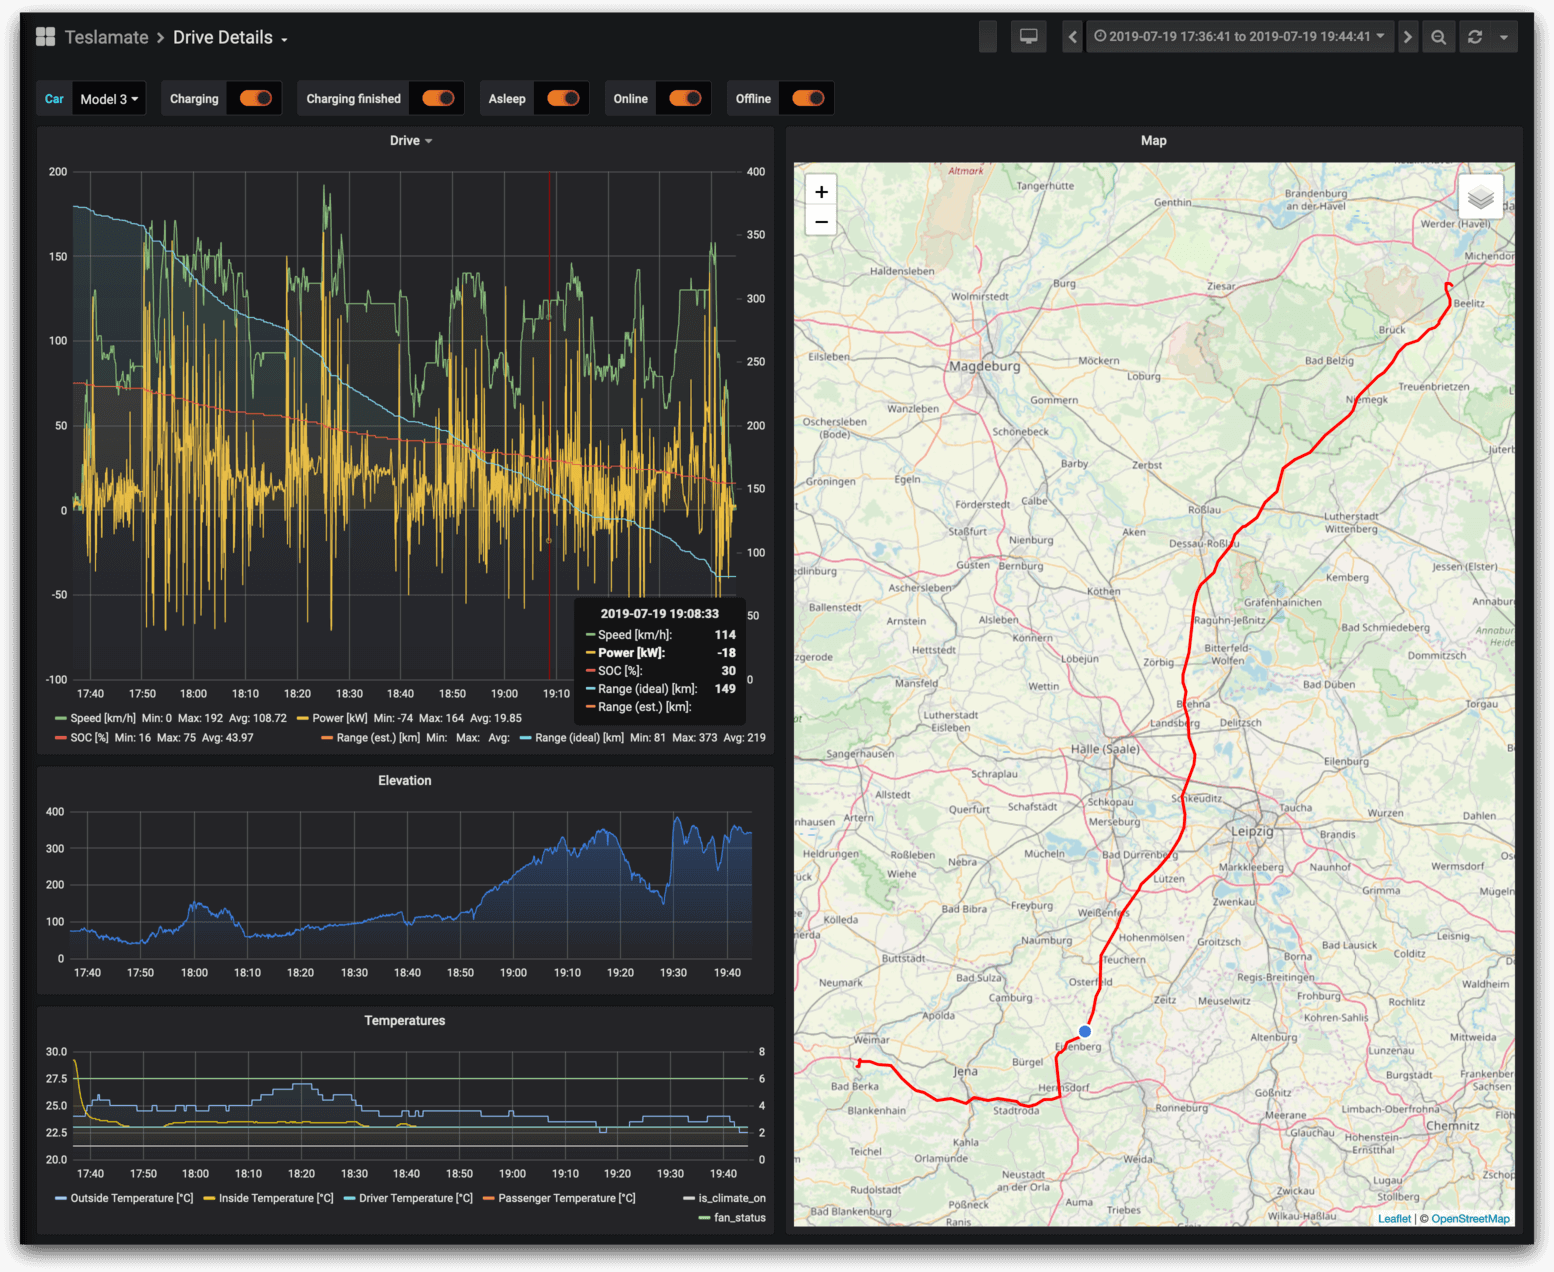 Teslamate > Drive Details
2019-07-19 17:36:41 to 2019-07-19 19:44:41
Car Model 3 Charging Charging finished Asleep Online Offline
Drive
200 400
350
150
300
100
250
50 200
150
0
100
-50
50
-100 0
17:40 17:50 18:00 18:10 18:20 18:30 18:40 18:50 19:00 19:10
2019-07-19 19:08:33
Speed [km/h]: 114
Power [kW]: -18
SOC [%]: 30
Range (ideal) [km]: 149
Range (est.) [km]:
Speed [km/h] Min: 0 Max: 192 Avg: 108.72 Power [kW] Min: -74 Max: 164 Avg: 19.85
SOC [%] Min: 16 Max: 75 Avg: 43.97 Range (est.) [km] Min: Max: Avg: Range (ideal) [km] Min: 81 Max: 373 Avg: 219
Elevation
400
300
200
100
0
17:40 17:50 18:00 18:10 18:20 18:30 18:40 18:50 19:00 19:10 19:20 19:30 19:40
Temperatures
30.0 8
27.5 6
25.0 4
22.5 2
20.0 0
17:40 17:50 18:00 18:10 18:20 18:30 18:40 18:50 19:00 19:10 19:20 19:30 19:40
Outside Temperature [°C] Inside Temperature [°C] Driver Temperature [°C] Passenger Temperature [°C] is_climate_on
fan_status
Map
+
−
Altmark
Tangerhütte
Genthin
Brandenburg
an der Havel
Werder (Havel)
Michendor
Haldensleben
Burg
Ziesar
Wolmirstedt
Beelitz
Brück
Eilsleben
Magdeburg
Möckern
Bad Belzig
Loburg
Treuenbrietzen
Niemegk
Gommern
Wanzleben
Oschersleben
(Bode)
Schönebeck
Jüterb
Barby
Zerbst
Gröningen
Egeln
Förderstedt
Calbe
Roßlau
Lutherstadt
Wittenberg
Staßfurt
Nienburg
Aken
Dessau-Roßlau
Güsten
Bernburg
Jessen (Elster)
edlinburg
Aschersleben
Köthen
Kemberg
Ballenstedt
Gräfenhainichen
Annabur
Arnstein
Alsleben
Raguhn-Jeßnitz
Bad Schmiedeberg
Annaburger
Heide
Könnern
Hettstedt
Bitterfeld-
Wolfen
Dommitzsch
zgerode
Löbejün
Zörbig
Mansfeld
Wettin
Bad Düben
Brehna
Torgau
Lutherstadt
Eisleben
Landsberg
Delitzsch
Sangerhausen
Halle (Saale)
Eilenburg
Schraplau
Allstedt
Schkopau
Schkeuditz
Taucha
Querfurt
Schafstädt
Wurzen
Dahlen
nhausen
Artern
Merseburg
Leipzig
Brandis
Heldrungen
Roßleben
Nebra
Mücheln
Bad Dürrenberg
Markkleeberg
Naunhof
Wermsdorf
Wiehe
Lützen
Grimma
Mügeln
Zwenkau
Bad Bibra
Freyburg
Weißenfels
Kölleda
Naumburg
Hohenmölsen
Groitzsch
Bad Lausick
Leisnig
Buttstädt
Teuchern
Borna
Colditz
Neumark
Bad Sulza
Osterfeld
Regis-Breitingen
Waldheim
Camburg
Zeitz
Meuselwitz
Frohburg
Rochlitz
Apolda
Kohren-Sahlis
Weimar
Eisenberg
Altenburg
Mittweida
Bürgel
Lunzenau
Jena
Burgstädt
Frankenber
Sachsen
Bad Berka
Hermsdorf
Gößnitz
Blankenhain
Stadtroda
Ronneburg
Meerane
Limbach-Oberfrohna
Flöh
Glauchau
Chemnitz
Kahla
Hohenstein-
Ernstthal
Teichel
Orlamünde
Weida
Neustadt
an der Orla
Rudolstadt
Zwickau
Lugau
Stollberg
Zschop
Pößneck
Auma
Triebes
Bad Blankenburg
Ranis
Wilkau-Haßlau
Leaflet | © OpenStreetMap